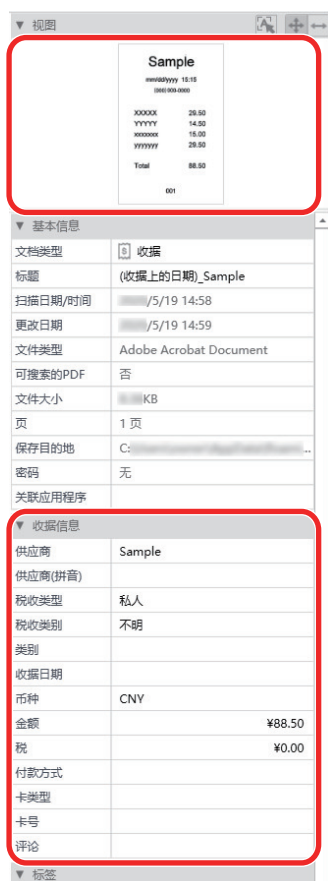 ▼ 视图
Sample
mm/dd/yyyy 15:15
(000) 000-0000
XXXXX 29.50
YYYYY 14.50
xxxxxxx 15.00
yyyyyyy 29.50
Total 88.50
001
▼ 基本信息
文档类型 收据
标题 (收据上的日期)_Sample
扫描日期/时间 /5/19 14:58
更改日期 /5/19 14:59
文件类型 Adobe Acrobat Document
可搜索的PDF 否
文件大小 KB
页 1 页
保存目的地 C: ...
密码 无
关联应用程序
▼ 收据信息
供应商 Sample
供应商(拼音)
税收类型 私人
税收类别 不明
类别
收据日期
币种 CNY
金额 ¥88.50
税 ¥0.00
付款方式
卡类型
卡号
评论
▼ 标签